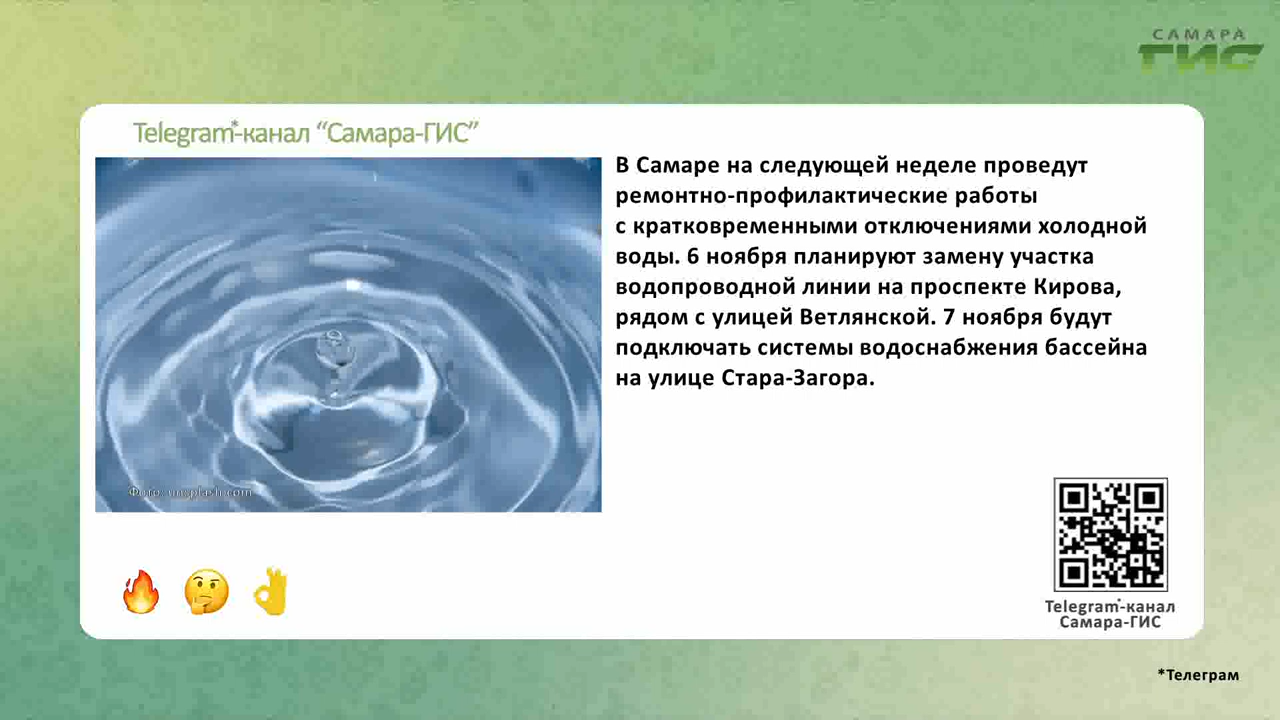 САМАРА
ГИС
Telegram*-канал “Самара-ГИС”
В Самаре на следующей неделе проведут
ремонтно-профилактические работы
с кратковременными отключениями холодной
воды. 6 ноября планируют замену участка
водопроводной линии на проспекте Кирова,
рядом с улицей Ветлянской. 7 ноября будут
подключать системы водоснабжения бассейна
на улице Стара-Загора.
Фото: unsplash.com
Telegram*-канал
Самара-ГИС
*Телеграм